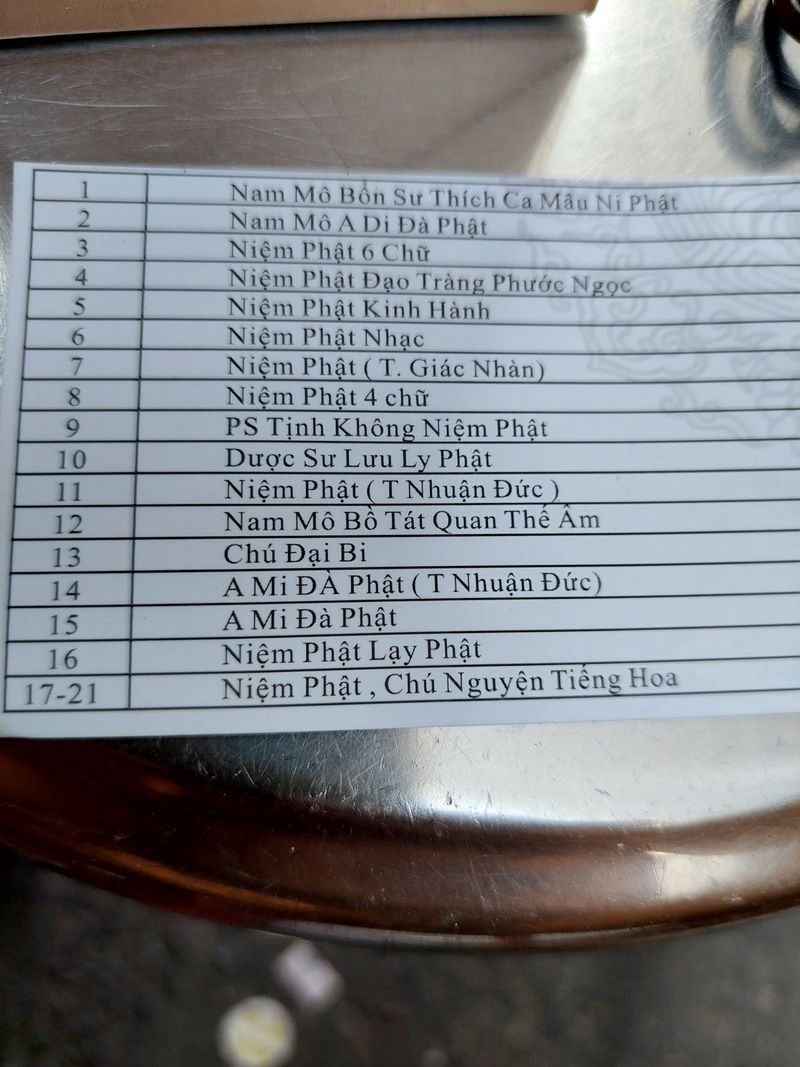 1 Nam Mô Bổn Sư Thích Ca Mâu Ni Phật
2 Nam Mô A Di Đà Phật
3 Niệm Phật 6 Chữ
4 Niệm Phật Đạo Tràng Phước Ngọc
5 Niệm Phật Kinh Hành
6 Niệm Phật Nhạc
7 Niệm Phật ( T. Giác Nhàn)
8 Niệm Phật 4 chữ
9 PS Tịnh Không Niệm Phật
10 Dược Sư Lưu Ly Phật
11 Niệm Phật ( T Nhuận Đức )
12 Nam Mô Bồ Tát Quan Thế Âm
13 Chú Đại Bi
14 A Mi ĐÀ Phật ( T Nhuận Đức)
15 A Mi Đà Phật
16 Niệm Phật Lạy Phật
17-21 Niệm Phật , Chú Nguyện Tiếng Hoa